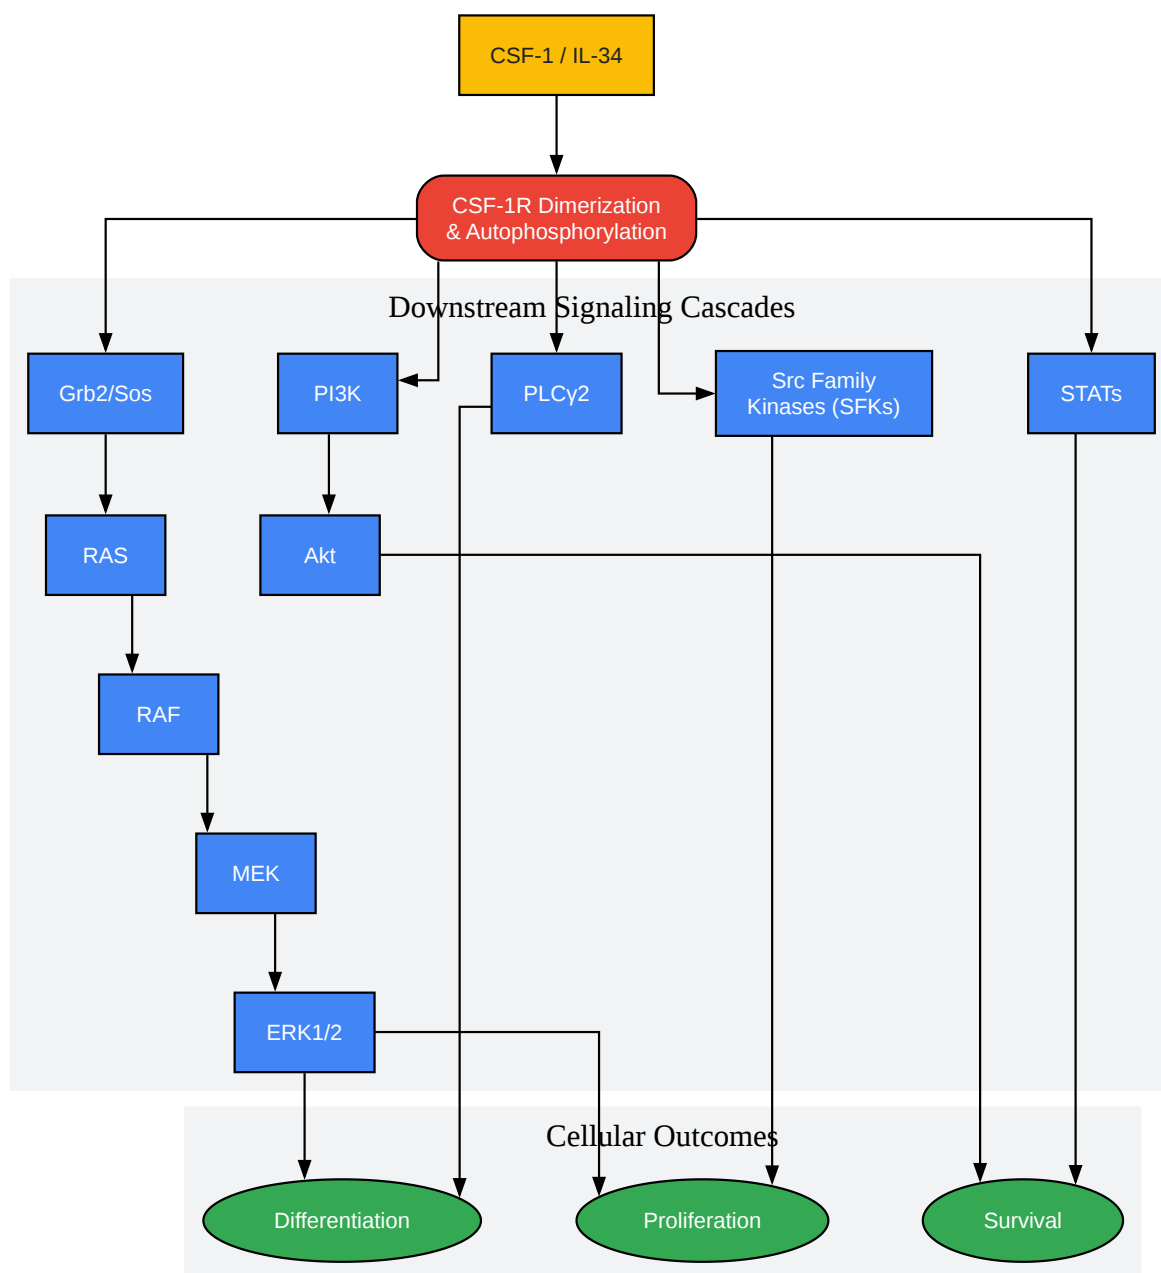 CSF-1 / IL-34
CSF-1R Dimerization
& Autophosphorylation
Downstream Signaling Cascades
Grb2/Sos
PI3K
PLCγ2
Src Family
Kinases (SFKs)
STATs
RAS
Akt
RAF
MEK
ERK1/2
Cellular Outcomes
Differentiation
Proliferation
Survival